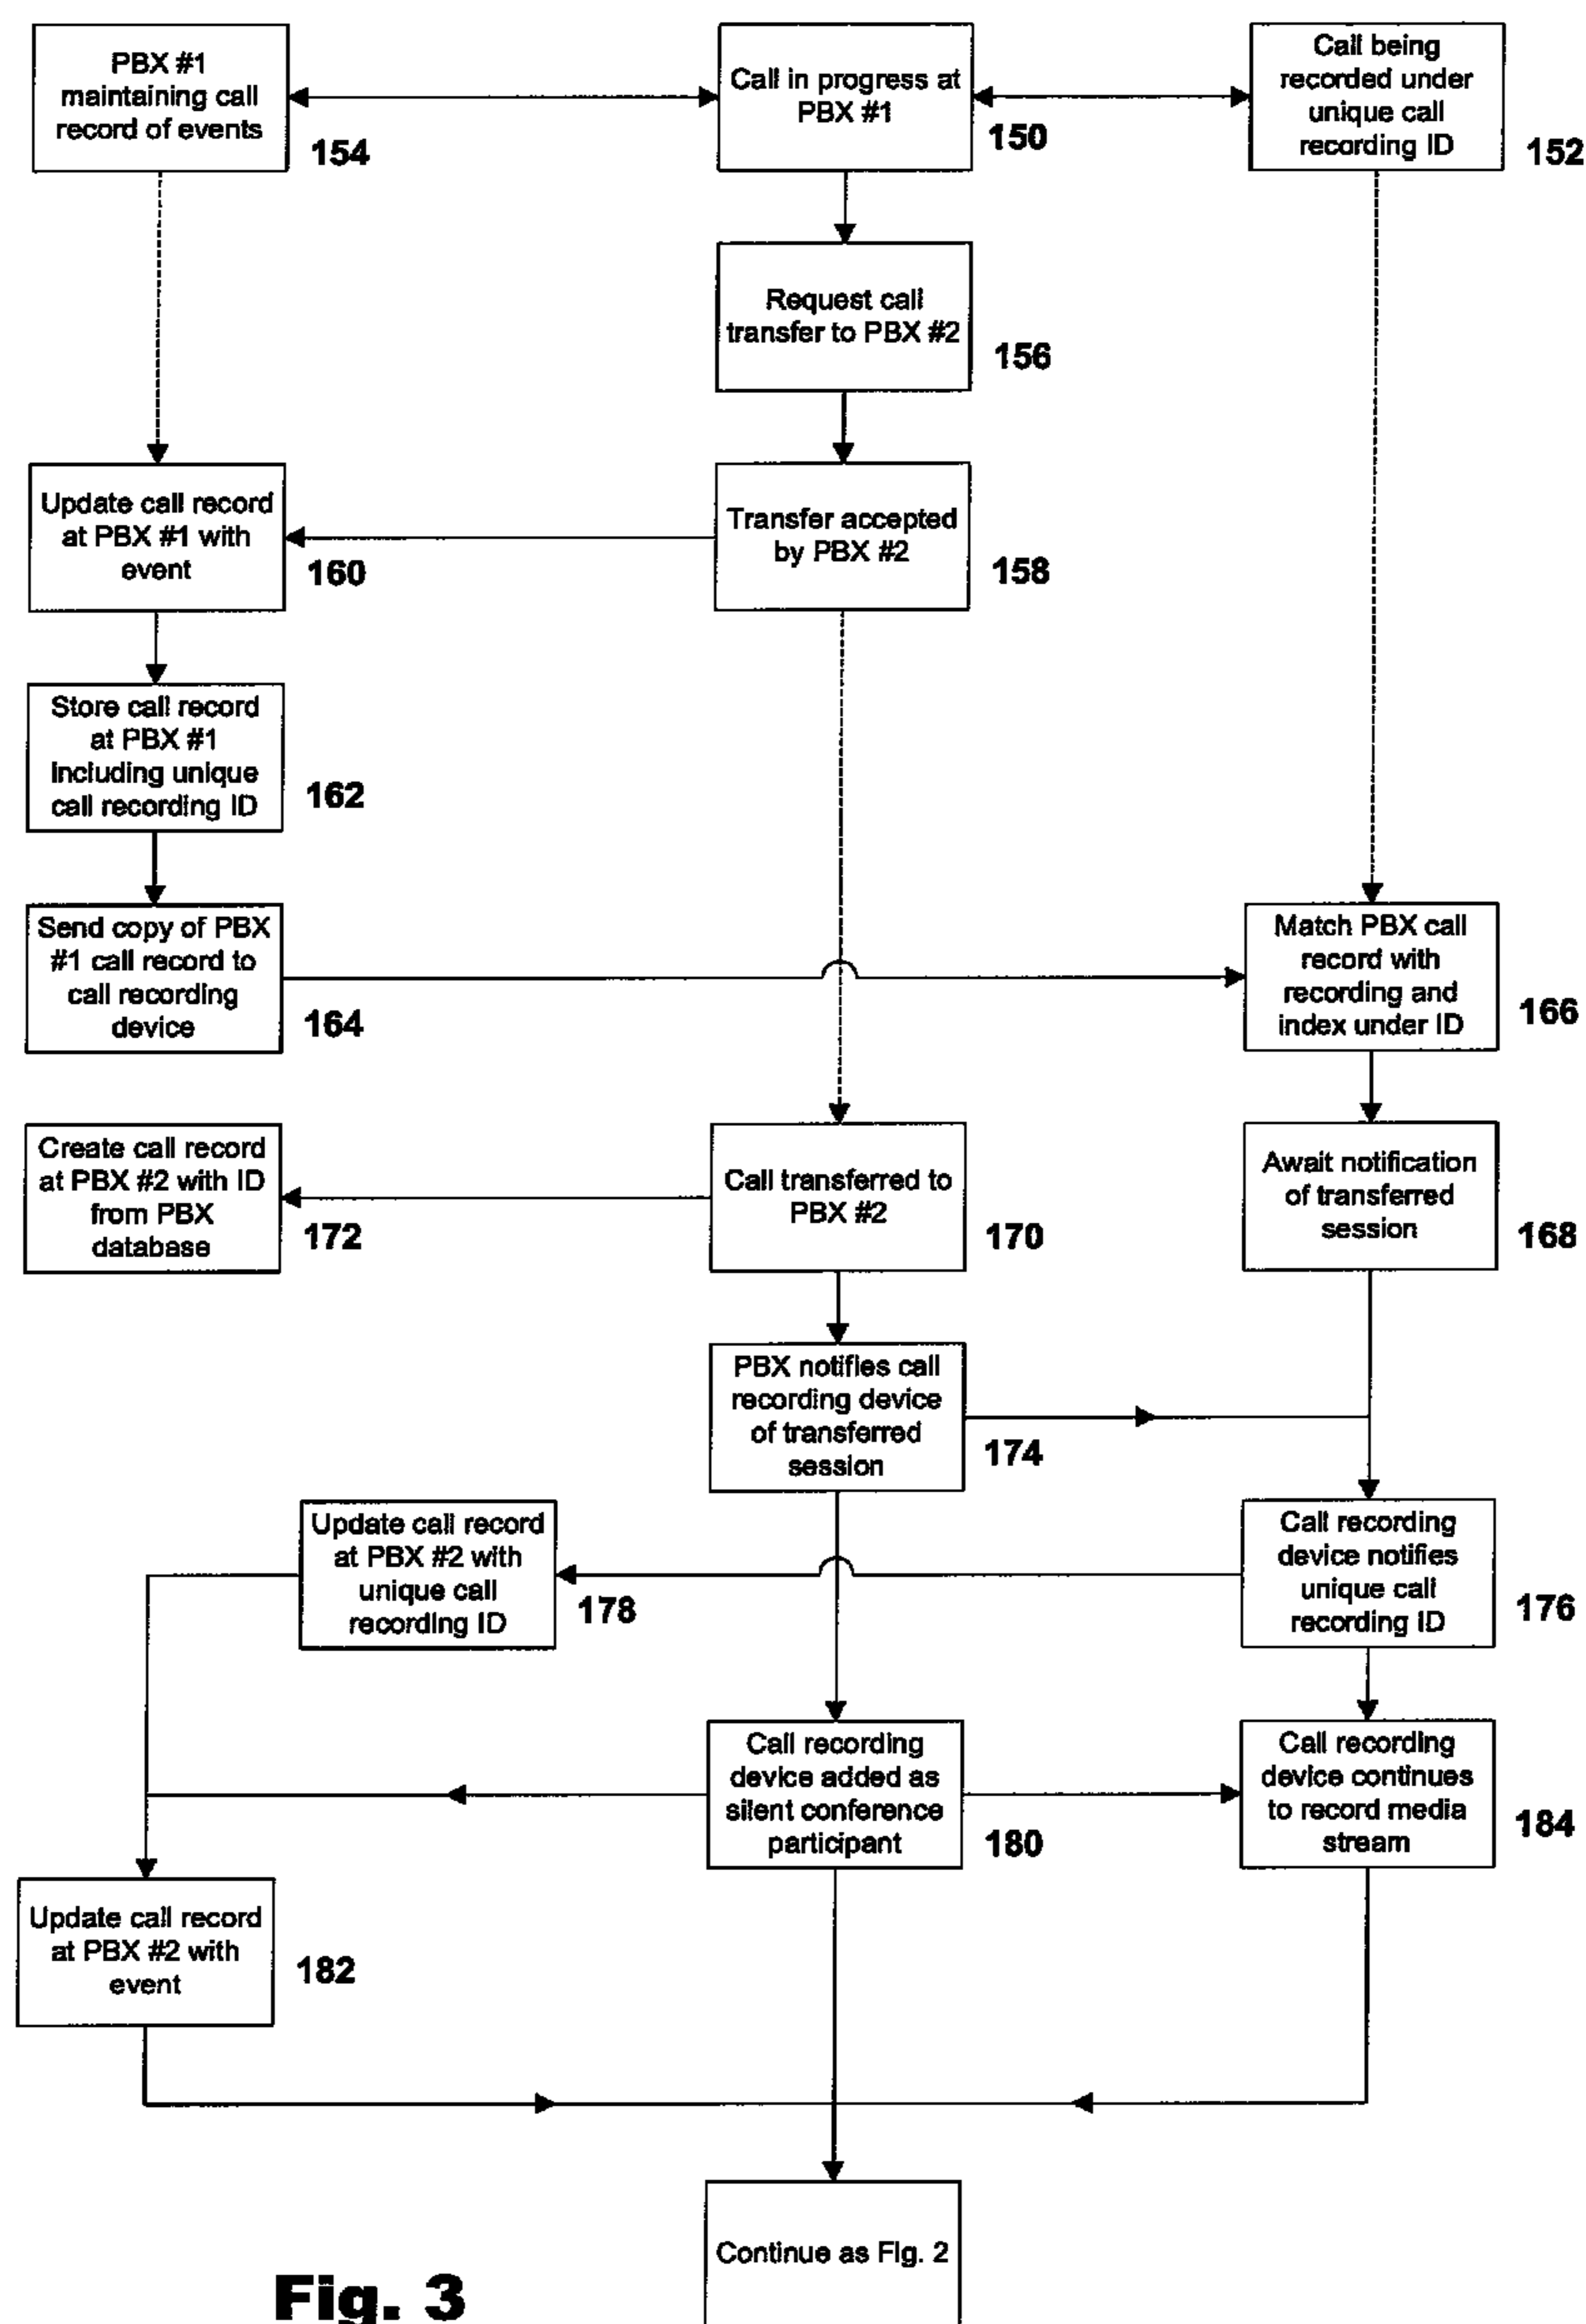 PBX #1
maintaining call
record of events
154
Call in progress at
PBX #1
150
Call being
recorded under
unique call
recording ID
152
Request call
transfer to PBX #2
156
Update call record
at PBX #1 with
event
160
Transfer accepted
by PBX #2
158
Store call record
at PBX #1
including unique
call recording ID
162
Send copy of PBX
#1 call record to
call recording
device
164
Match PBX call
record with
recording and
index under ID
166
Create call record
at PBX #2 with ID
from PBX
database
172
Call transferred to
PBX #2
170
Await notification
of transferred
session
168
PBX notifies call
recording device
of transferred
session
174
Update call record
at PBX #2 with
unique call
recording ID
178
Call recording
device notifies
unique call
recording ID
176
Call recording
device added as
silent conference
participant
180
Call recording
device continues
to record media
stream
184
Update call record
at PBX #2 with
event
182
Continue as Fig. 2
Fig. 3